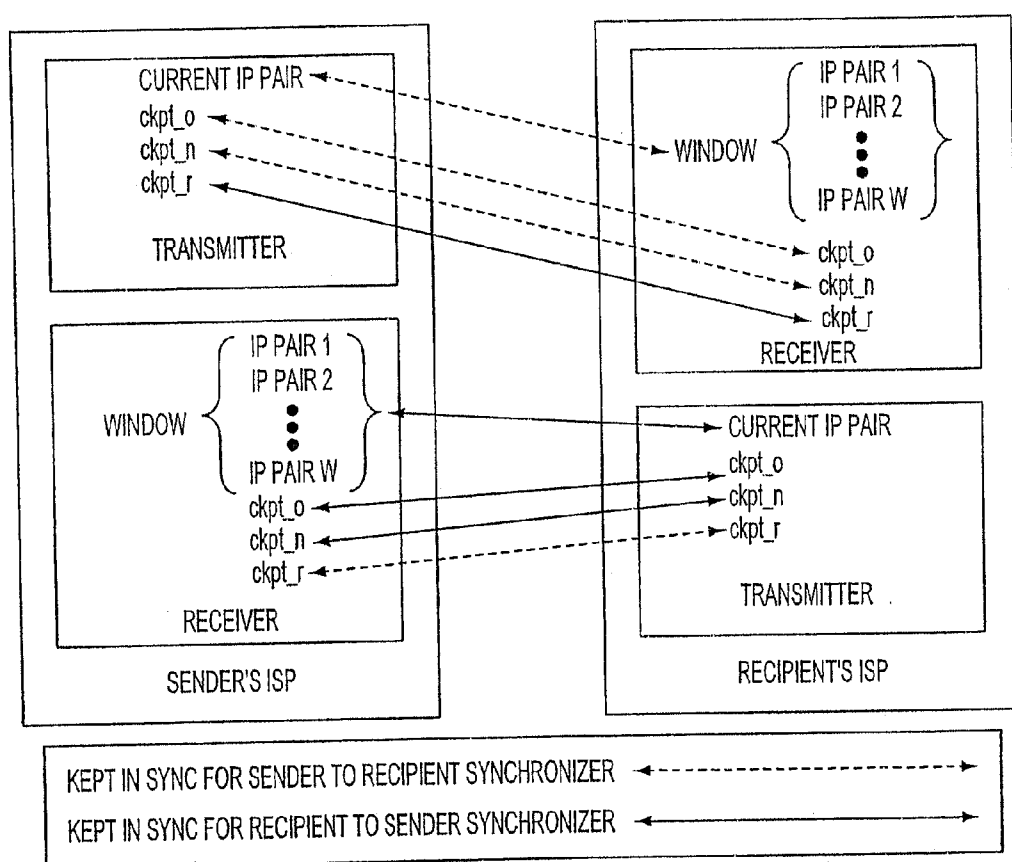 CURRENT IP PAIR
ckpt_o
ckpt_n
ckpt_r
TRANSMITTER
IP PAIR 1
IP PAIR 2
WINDOW
IP PAIR W
ckpt_o
ckpt_n
ckpt_r
RECEIVER
SENDER'S ISP
IP PAIR 1
IP PAIR 2
WINDOW
IP PAIR W
ckpt_o
ckpt_n
ckpt_r
RECEIVER
CURRENT IP PAIR
ckpt_o
ckpt_n
ckpt_r
TRANSMITTER
RECIPIENT'S ISP
KEPT IN SYNC FOR SENDER TO RECIPIENT SYNCHRONIZER
KEPT IN SYNC FOR RECIPIENT TO SENDER SYNCHRONIZER